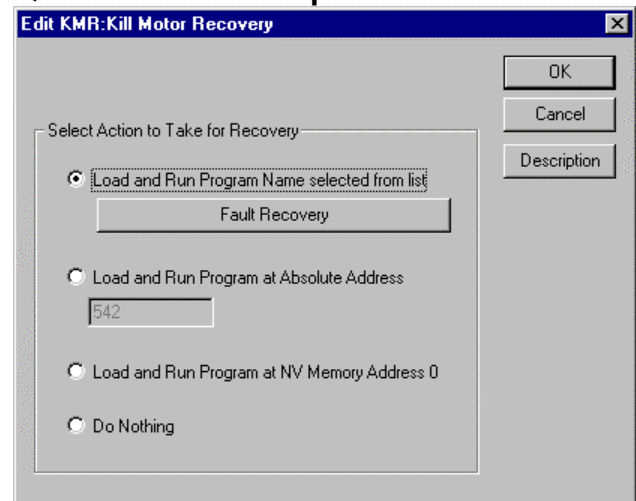 Edit KMR:Kill Motor Recovery
OK
Cancel
Description
Select Action to Take for Recovery
Load and Run Program Name selected from list
Fault Recovery
Load and Run Program at Absolute Address
542
Load and Run Program at NV Memory Address 0
Do Nothing